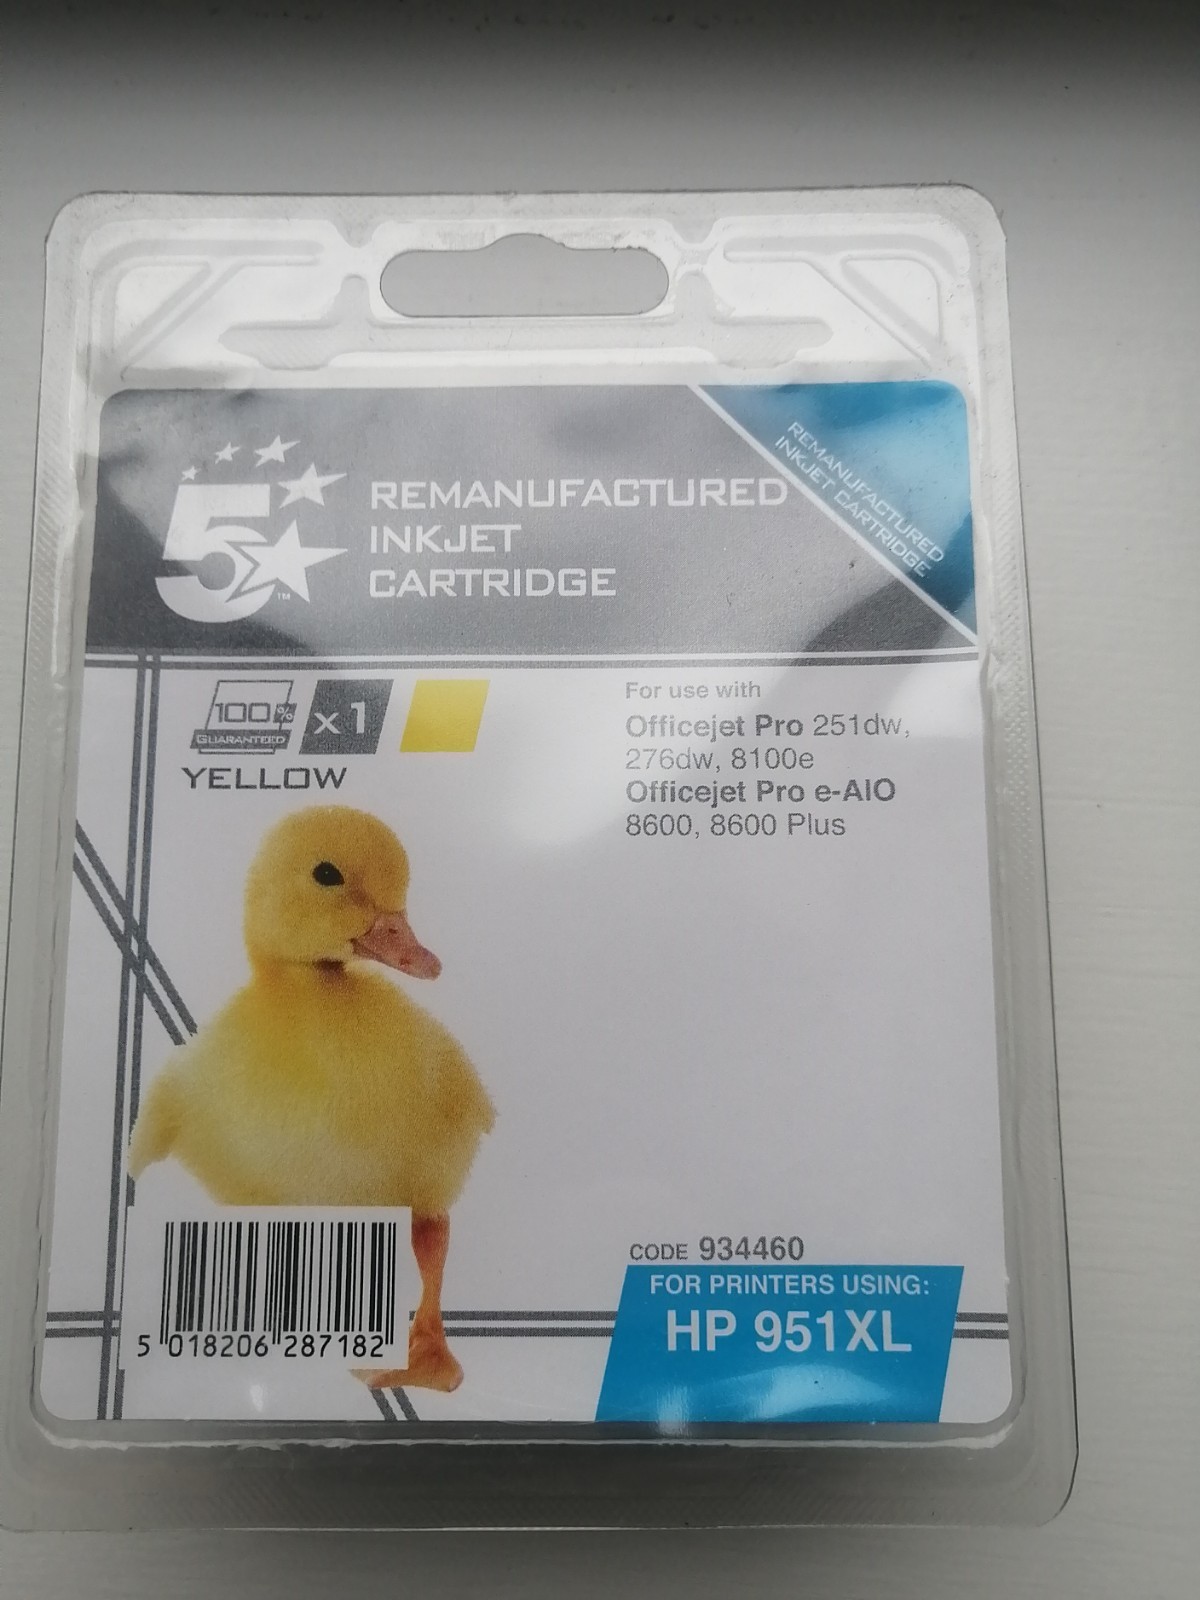 5
™
REMANUFACTURED
INKJET
CARTRIDGE
REMANUFACTURED
INKJET CARTRIDGE
100%
GUARANTEED
x1
YELLOW
For use with
Officejet Pro 251dw,
276dw, 8100e
Officejet Pro e-AIO
8600, 8600 Plus
CODE 934460
FOR PRINTERS USING:
HP 951XL
5 018206 287182